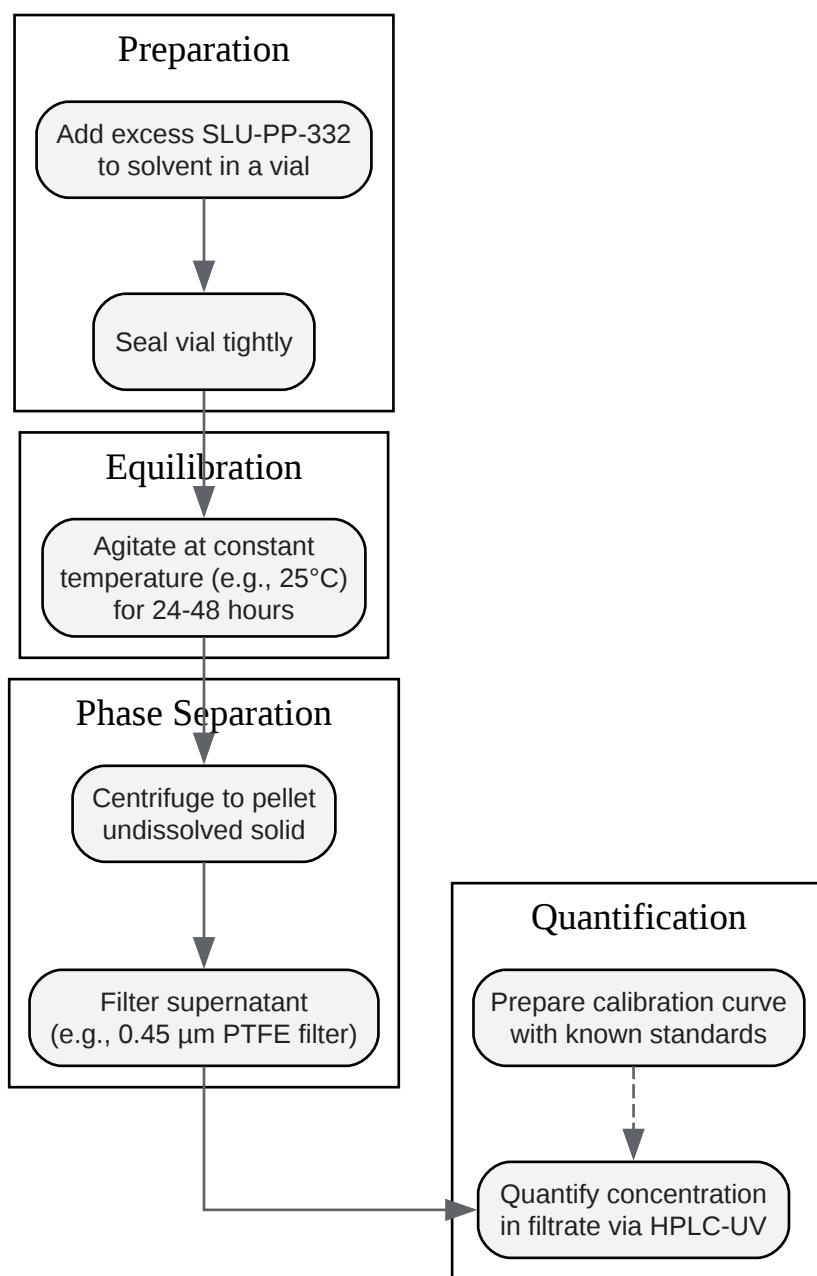 Preparation
Add excess SLU-PP-332
to solvent in a vial
Seal vial tightly
Equilibration
Agitate at constant
temperature (e.g., 25°C)
for 24-48 hours
Phase Separation
Centrifuge to pellet
undissolved solid
Filter supernatant
(e.g., 0.45 µm PTFE filter)
Quantification
Prepare calibration curve
with known standards
Quantify concentration
in filtrate via HPLC-UV